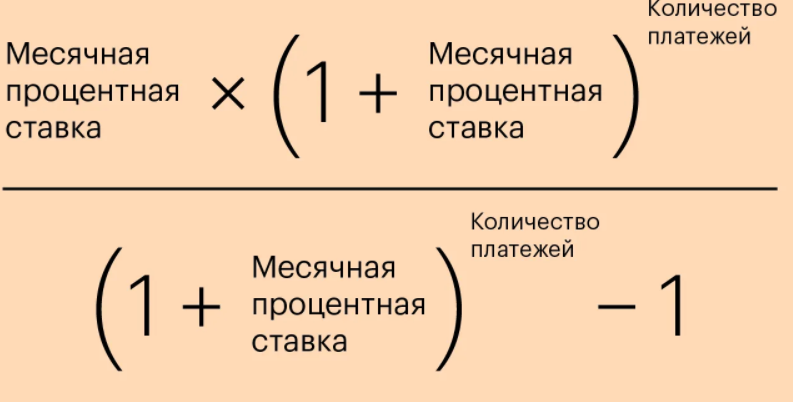 Количество
платежей
Месячная
процентная
ставка
× ( 1 +
Месячная
процентная
ставка
)
( 1 +
Месячная
процентная
ставка
)
Количество
платежей
− 1